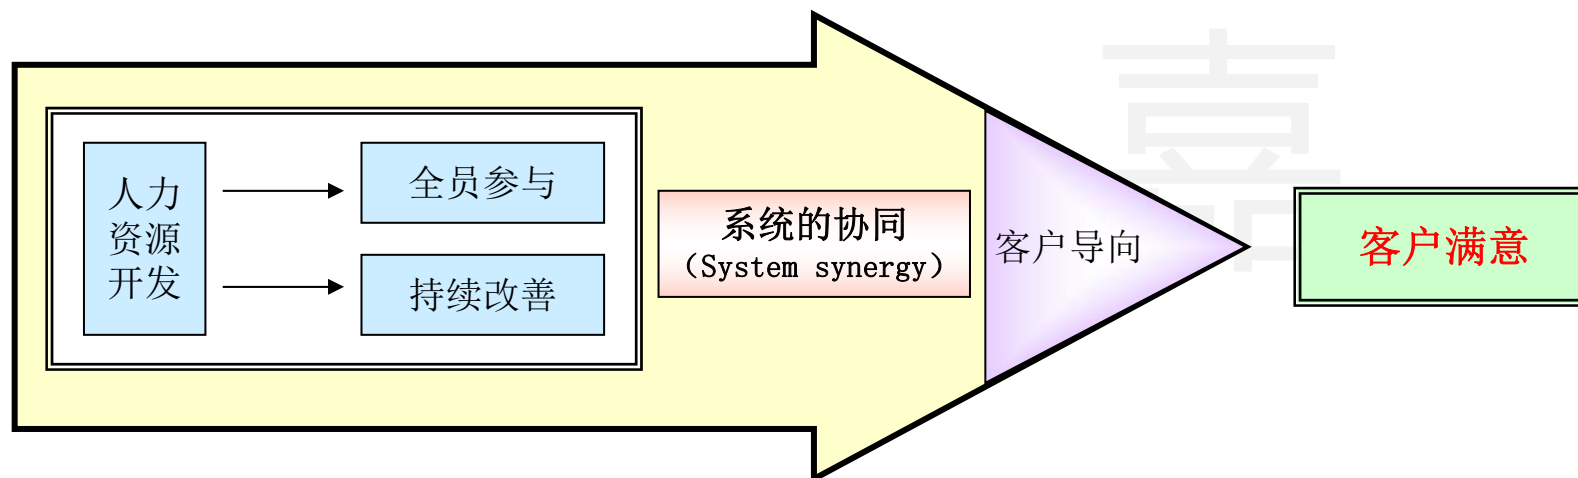 人力
资源
开发
全员参与
持续改善
系统的协同
（System synergy）
客户导向
客户满意